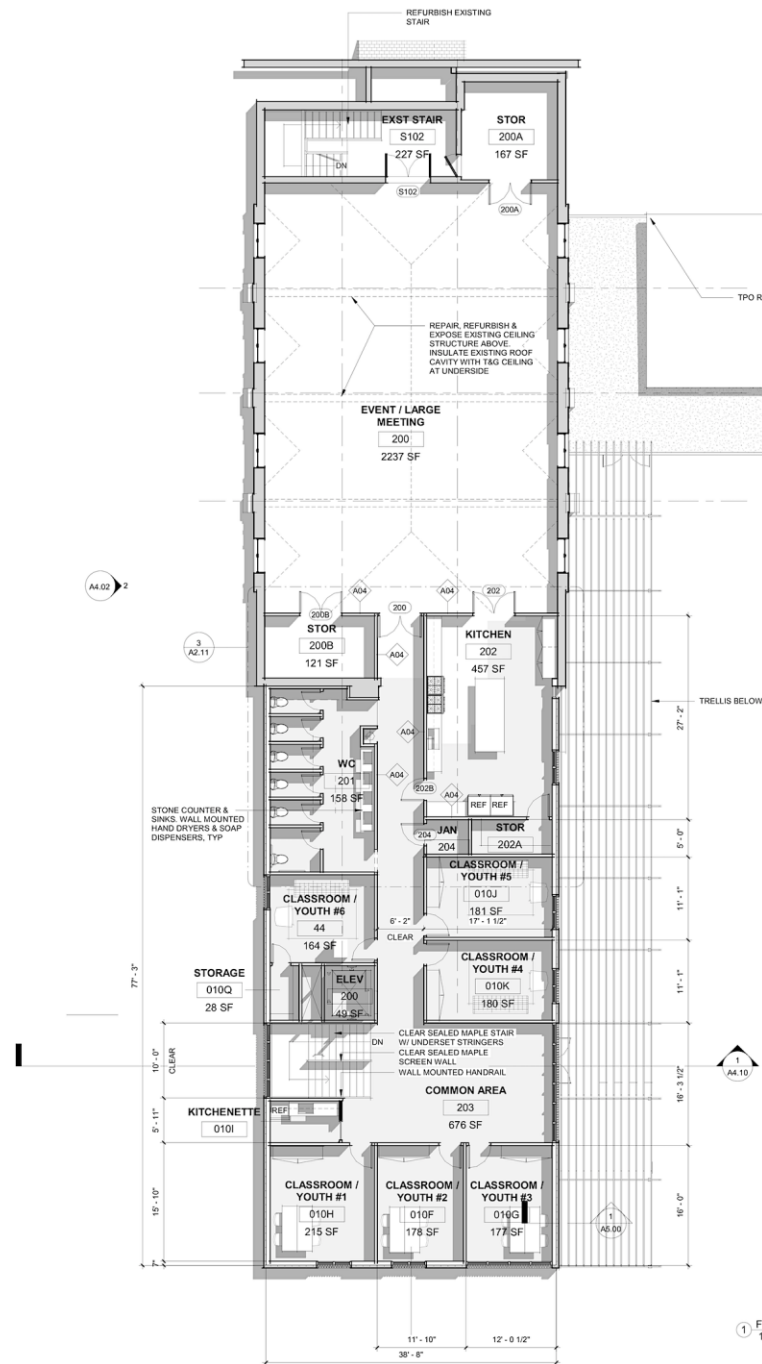 REFURBISH EXISTING
STAIR
EXST STAIR
S102
227 SF
DN
STOR
200A
167 SF
S102
200A
TPO R
REPAIR, REFURBISH &
EXPOSE EXISTING CEILING
STRUCTURE ABOVE.
INSULATE EXISTING ROOF
CAVITY WITH T&G CEILING
AT UNDERSIDE
EVENT / LARGE
MEETING
200
2237 SF
A4.02
2
A04
200
A04
202
200B
STOR
200B
121 SF
KITCHEN
202
457 SF
3
A2.11
A04
27' - 2"
TRELLIS BELOW
A04
WC
201
158 SF
A04
202B
A04
REF
REF
STONE COUNTER &
SINKS. WALL MOUNTED
HAND DRYERS & SOAP
DISPENSERS, TYP
204
JAN
204
STOR
202A
5' - 0"
CLASSROOM /
YOUTH #5
010J
181 SF
11' - 1"
CLASSROOM /
YOUTH #6
44
164 SF
6' - 2"
CLEAR
17' - 1 1/2"
CLASSROOM /
YOUTH #4
010K
180 SF
11' - 1"
77' - 3"
STORAGE
010Q
28 SF
ELEV
200
49 SF
DN
CLEAR SEALED MAPLE STAIR
W/ UNDERSET STRINGERS
CLEAR SEALED MAPLE
SCREEN WALL
WALL MOUNTED HANDRAIL
10' - 0"
CLEAR
COMMON AREA
203
676 SF
16' - 3 1/2"
1
A4.10
KITCHENETTE
010I
REF
5' - 11"
CLASSROOM /
YOUTH #1
010H
215 SF
CLASSROOM /
YOUTH #2
010F
178 SF
CLASSROOM /
YOUTH #3
010G
177 SF
15' - 10"
16' - 0"
1
A5.00
7"
11' - 10"
12' - 0 1/2"
38' - 8"
1
F
1